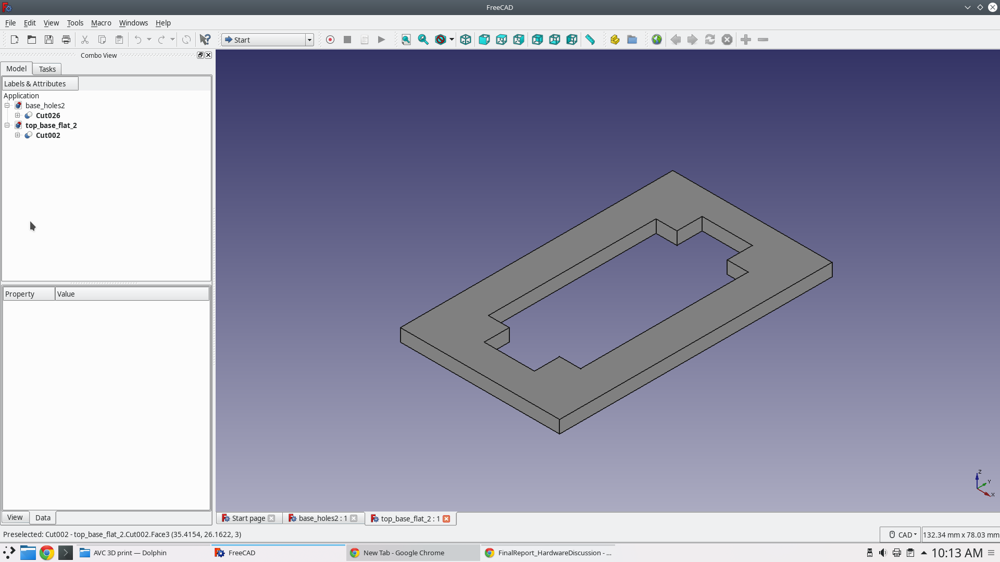 FreeCAD
File Edit View Tools Macro Windows Help
Start
Combo View
Model Tasks
Labels & Attributes
Application
base_holes2
Cut026
top_base_flat_2
Cut002
Property Value
Z
Y
X
View Data
Start page base_holes2 : 1 top_base_flat_2 : 1
Preselected: Cut002 - top_base_flat_2.Cut002.Face3 (35.4154, 26.1622, 3)
CAD 132.34 mm x 78.03 mm
AVC 3D print — Dolphin FreeCAD New Tab - Google Chrome FinalReport_HardwareDiscussion - ... 10:13 AM